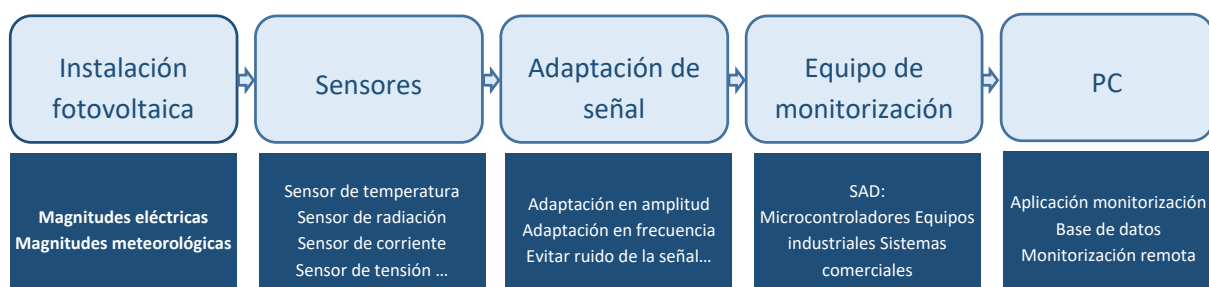 Instalación
fotovoltaica
Sensores
Adaptación de
señal
Equipo de
monitorización
PC
Magnitudes eléctricas
Magnitudes meteorológicas
Sensor de temperatura
Sensor de radiación
Sensor de corriente
Sensor de tensión …
Adaptación en amplitud
Adaptación en frecuencia
Evitar ruido de la señal…
SAD:
Microcontroladores Equipos
industriales Sistemas
comerciales
Aplicación monitorización
Base de datos
Monitorización remota